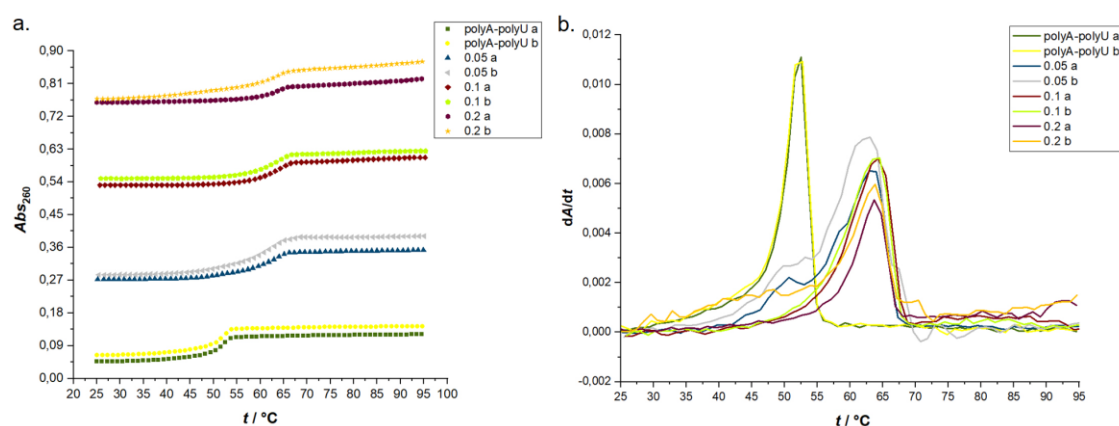 a.
polyA-polyU a
polyA-polyU b
0.05 a
0.05 b
0.1 a
0.1 b
0.2 a
0.2 b
0,90
0,81
0,72
0,63
0,54
0,45
0,36
0,27
0,18
0,09
0,00
Abs260
20 25 30 35 40 45 50 55 60 65 70 75 80 85 90 95 100
t / °C
b.
polyA-polyU a
polyA-polyU b
0.05 a
0.05 b
0.1 a
0.1 b
0.2 a
0.2 b
0,012
0,010
0,008
0,006
0,004
0,002
0,000
-0,002
dA/dt
25 30 35 40 45 50 55 60 65 70 75 80 85 90 95
t / °C